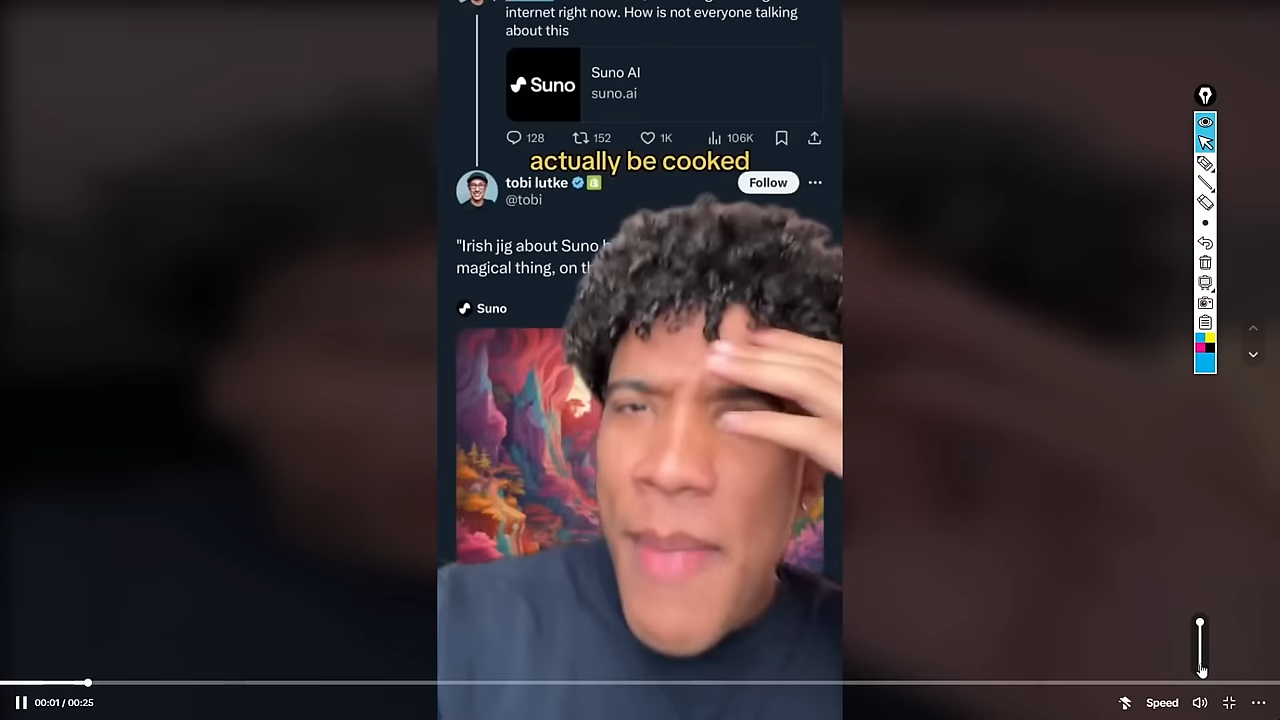 internet right now. How is not everyone talking
about this
Suno
Suno AI
suno.ai
128 152 1K 106K
actually be cooked
tobi lutke
Follow
@tobi
"Irish jig about Suno
magical thing, on
Suno
00:01 / 00:25
Speed